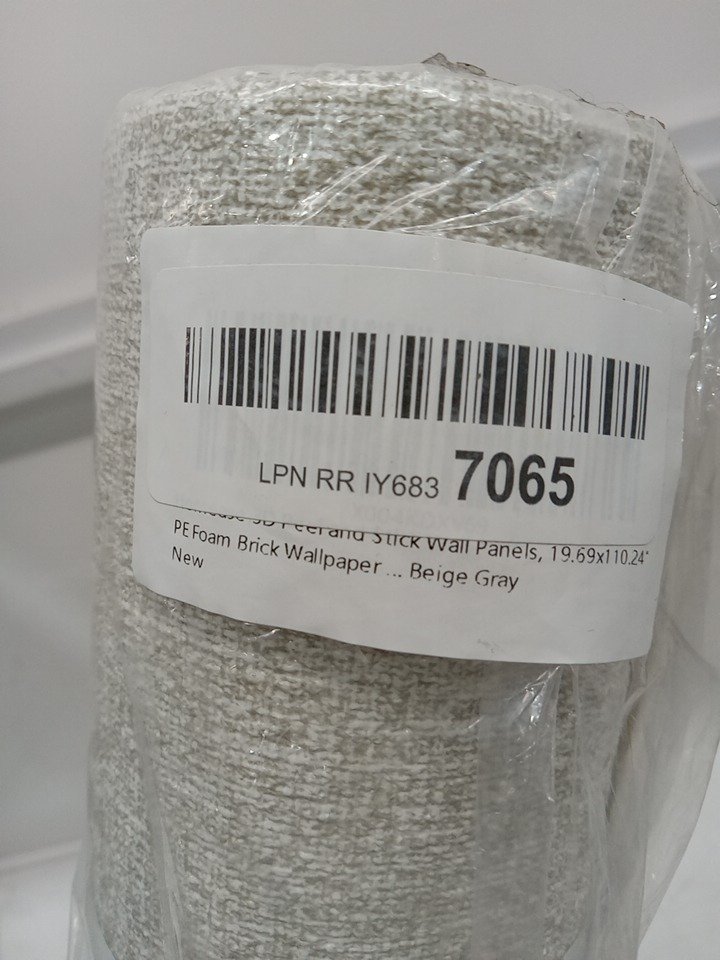 LPN RR IY683 7065
3D Peel and Stick Wall Panels, 19.69x110.24"
PE Foam Brick Wallpaper ... Beige Gray
New